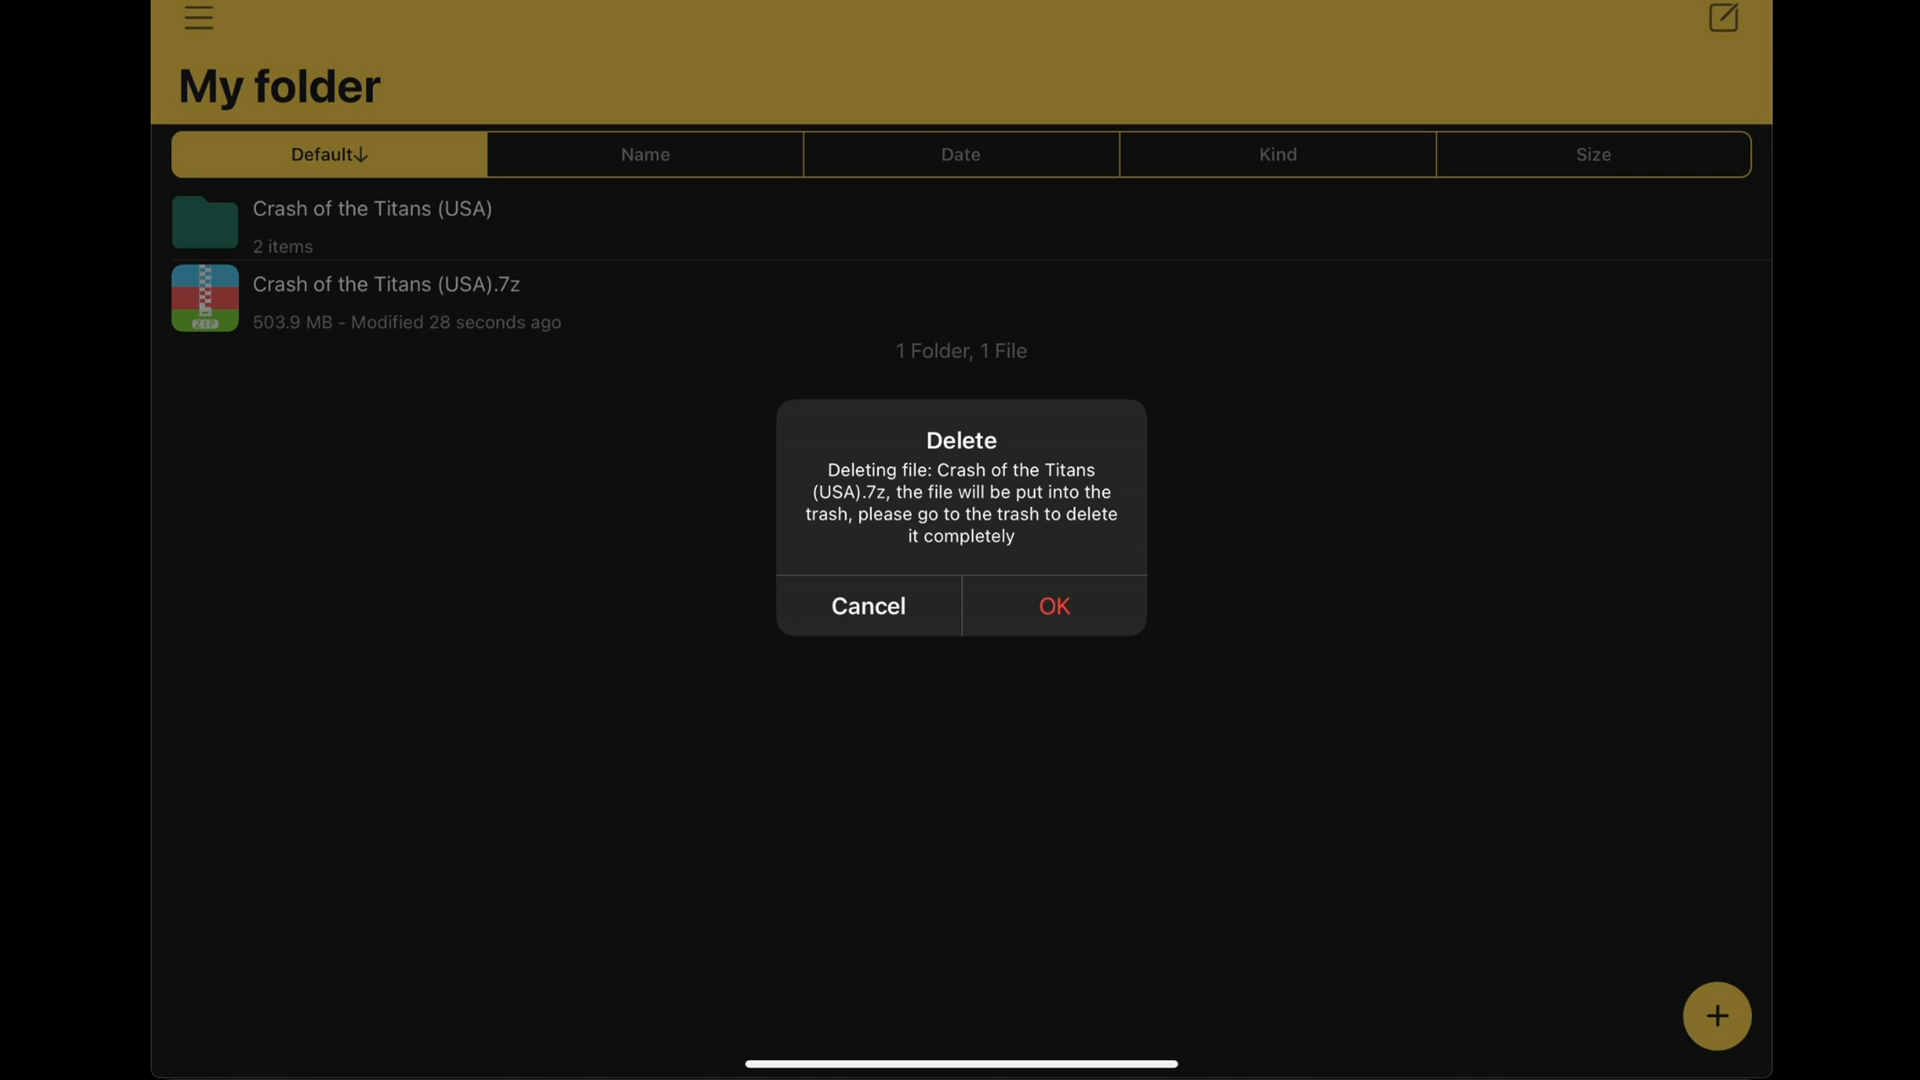 My folder
Default↓ Name Date Kind Size
Crash of the Titans (USA)
2 items
Crash of the Titans (USA).7z
ZIP
503.9 MB - Modified 28 seconds ago
1 Folder, 1 File
Delete
Deleting file: Crash of the Titans
(USA).7z, the file will be put into the
trash, please go to the trash to delete
it completely
Cancel OK